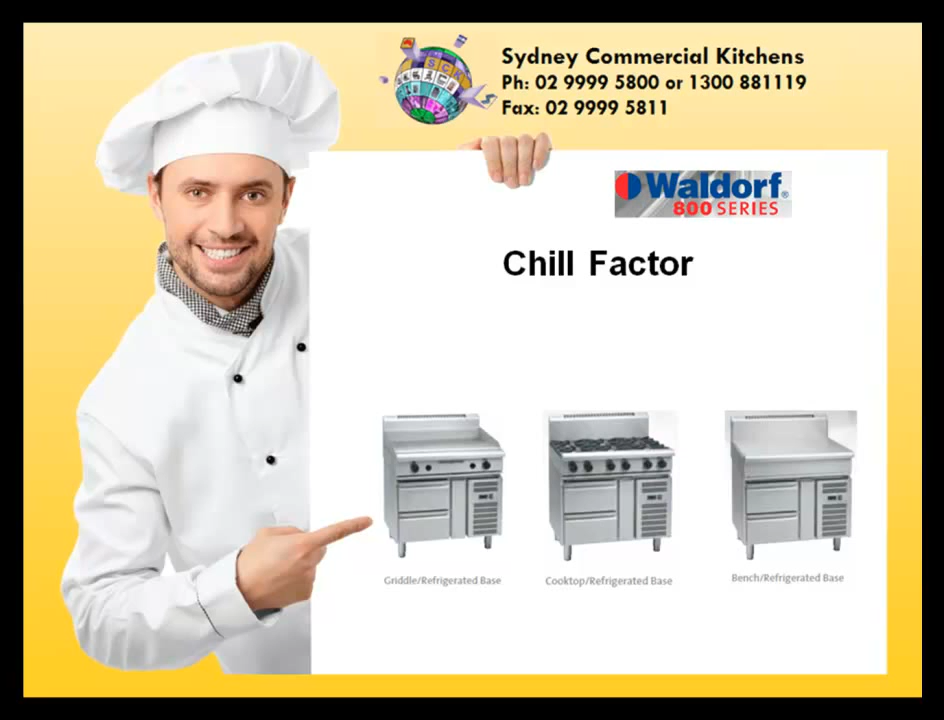 Sydney Commercial Kitchens
Ph: 02 9999 5800 or 1300 881119
Fax: 02 9999 5811
SCK
Waldorf®
800 SERIES
Chill Factor
Griddle/Refrigerated Base
Cooktop/Refrigerated Base
Bench/Refrigerated Base